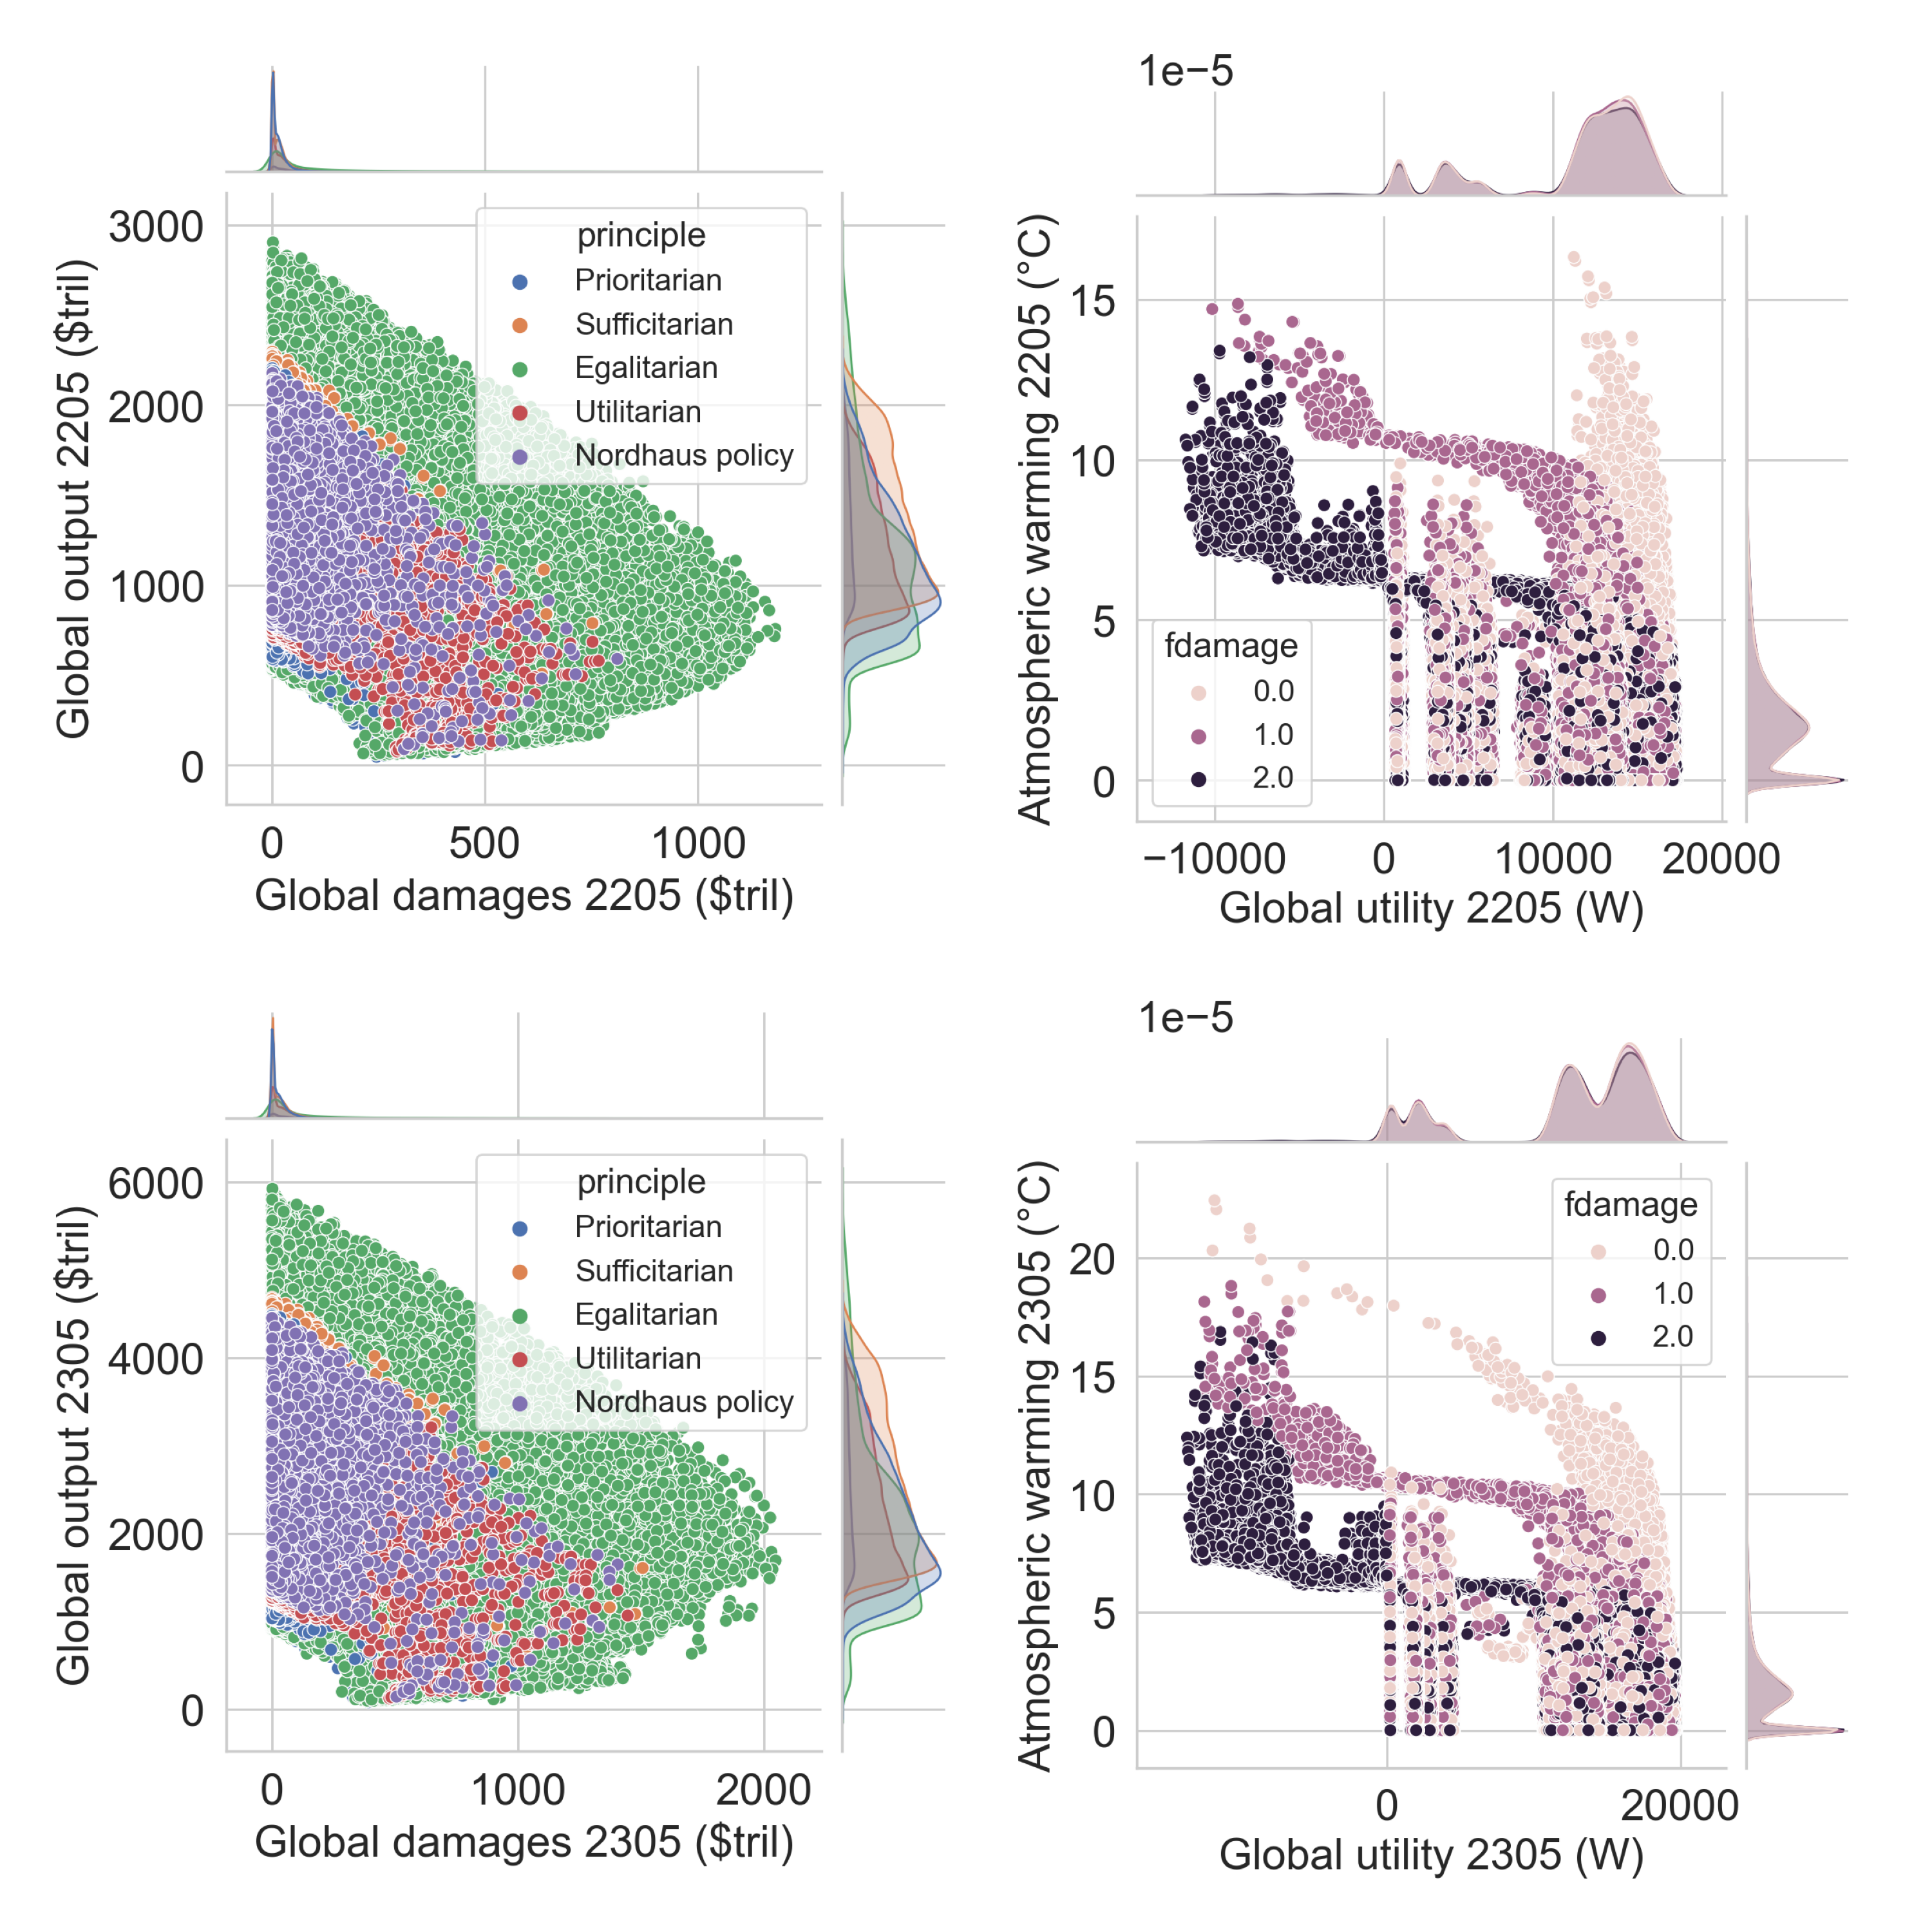 3000
2000
1000
0
0
500
1000
Global output 2205 ($tril)
Global damages 2205 ($tril)
principle
Prioritarian
Sufficitarian
Egalitarian
Utilitarian
Nordhaus policy
1e−5
15
10
5
0
−10000
0
10000
20000
Atmospheric warming 2205 (°C)
Global utility 2205 (W)
fdamage
0.0
1.0
2.0
6000
4000
2000
0
0
1000
2000
Global output 2305 ($tril)
Global damages 2305 ($tril)
principle
Prioritarian
Sufficitarian
Egalitarian
Utilitarian
Nordhaus policy
1e−5
20
15
10
5
0
0
20000
Atmospheric warming 2305 (°C)
Global utility 2305 (W)
fdamage
0.0
1.0
2.0